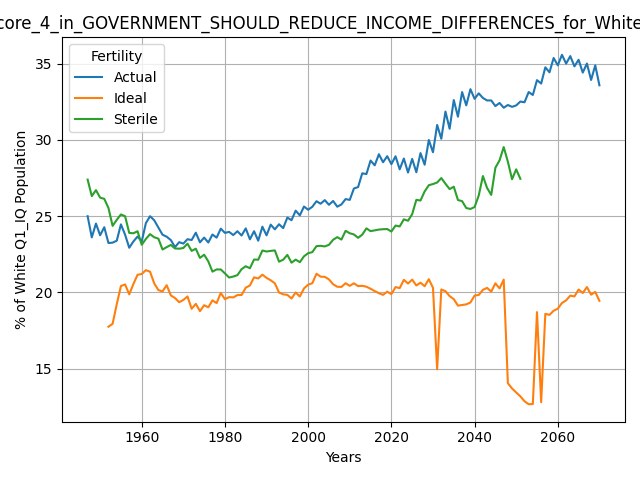 core_4_in_GOVERNMENT_SHOULD_REDUCE_INCOME_DIFFERENCES_for_White
Fertility
Actual
Ideal
Sterile
% of White Q1_IQ Population
35
30
25
20
15
1960 1980 2000 2020 2040 2060
Years